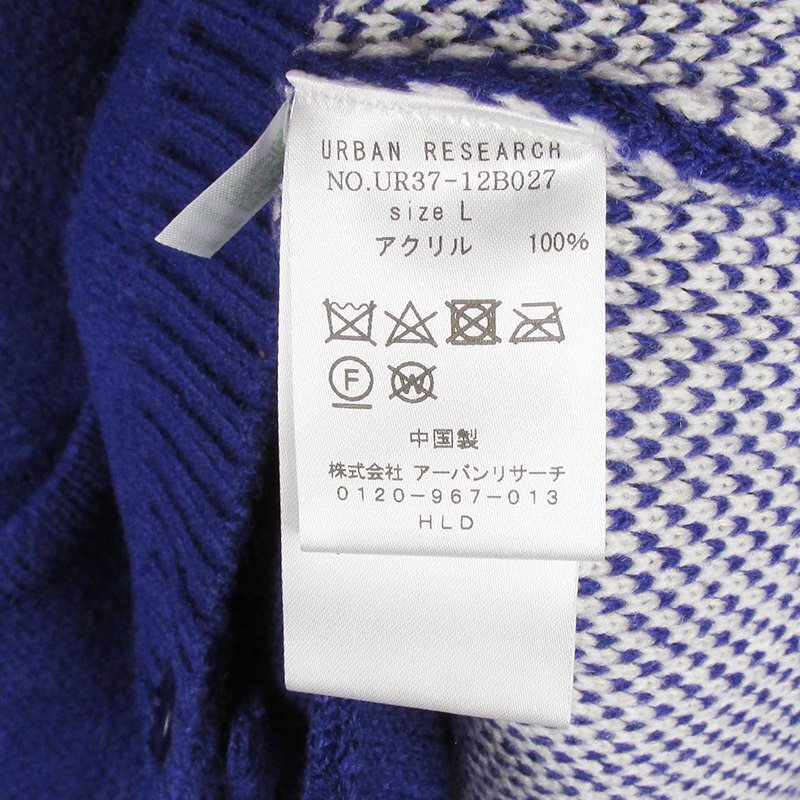 URBAN RESEARCH
NO.UR37-12B027
size L
アクリル 100%
F W
中国製
株式会社 アーバンリサーチ
0120-967-013
HLD